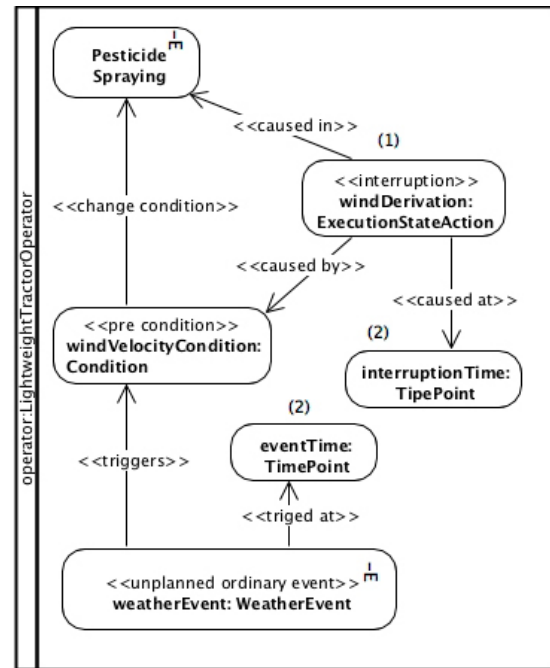 Pesticide
Spraying
<<caused in>>
(1)
<<interruption>>
windDerivation:
ExecutionStateAction
<<change condition>>
<<caused by>>
<<caused at>>
<<pre condition>>
windVelocityCondition:
Condition
(2)
interruptionTime:
TipePoint
(2)
eventTime:
TimePoint
<<triggers>>
<<triged at>>
<<unplanned ordinary event>>
weatherEvent: WeatherEvent
operator:LightweightTractorOperator